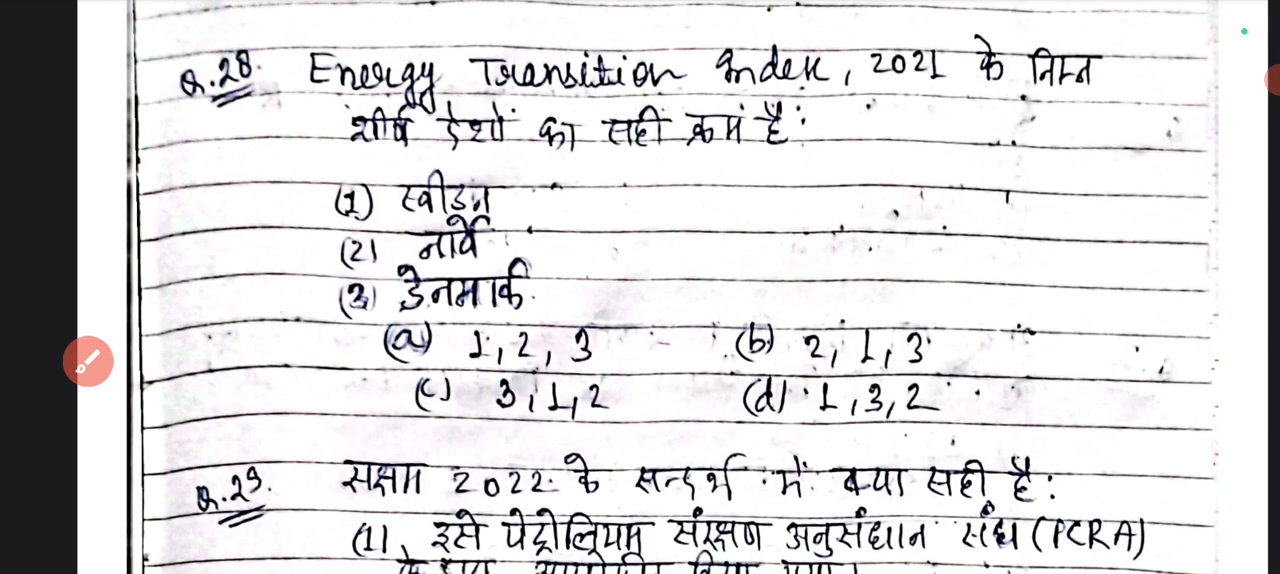 Q.28. Energy Transition Index, 2021 के निम्न
शीर्ष देशों का सही क्रम है:
(1) स्वीडन
(2) नार्वे
(3) डेनमार्क
(a) 1, 2, 3 (b) 2, 1, 3
(c) 3, 1, 2 (d) 1, 3, 2
Q.29. सक्षम 2022 के सन्दर्भ में क्या सही है:
(1) इसे पेट्रोलियम संरक्षण अनुसंधान संघ (PCRA)